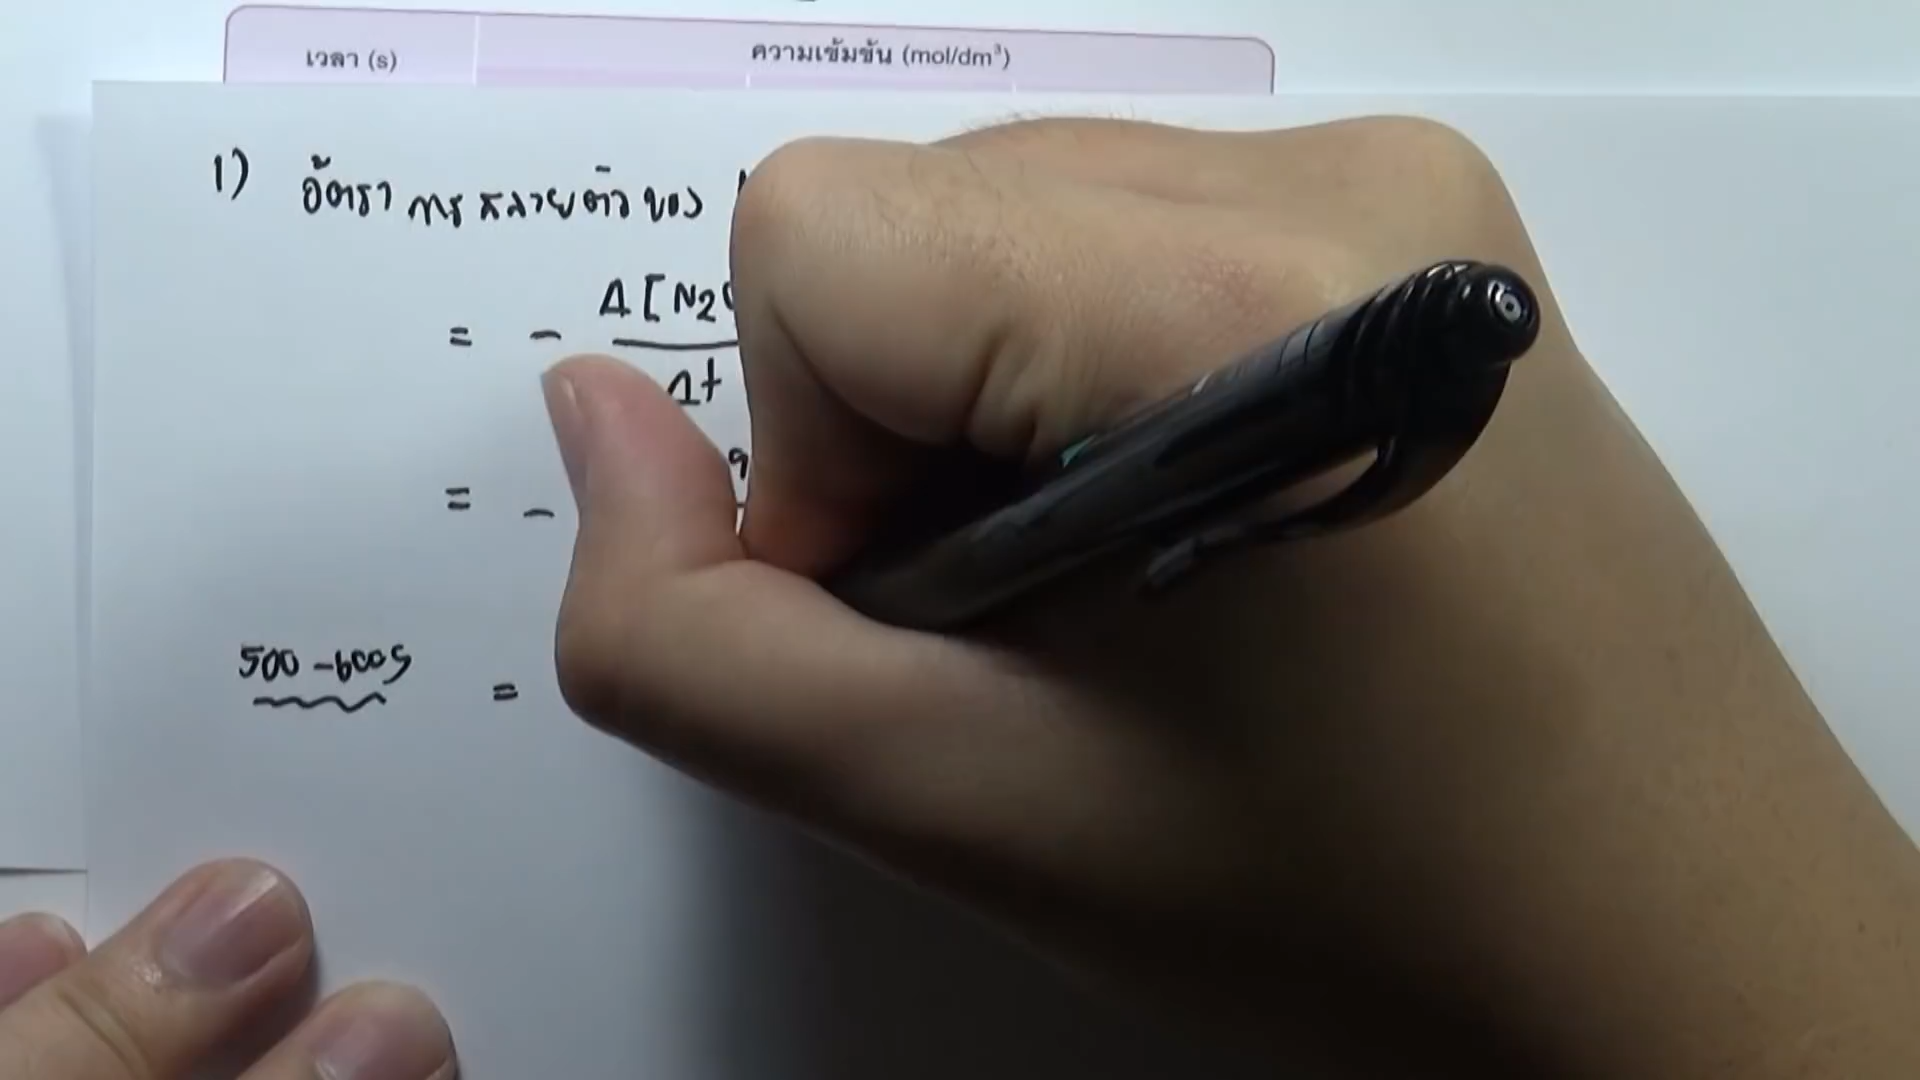 เวลา (s) ความเข้มข้น (mol/dm³)
1) อัตราการสลายตัวของ
= - Δ[N2
Δt
= - 9
500 -600s =